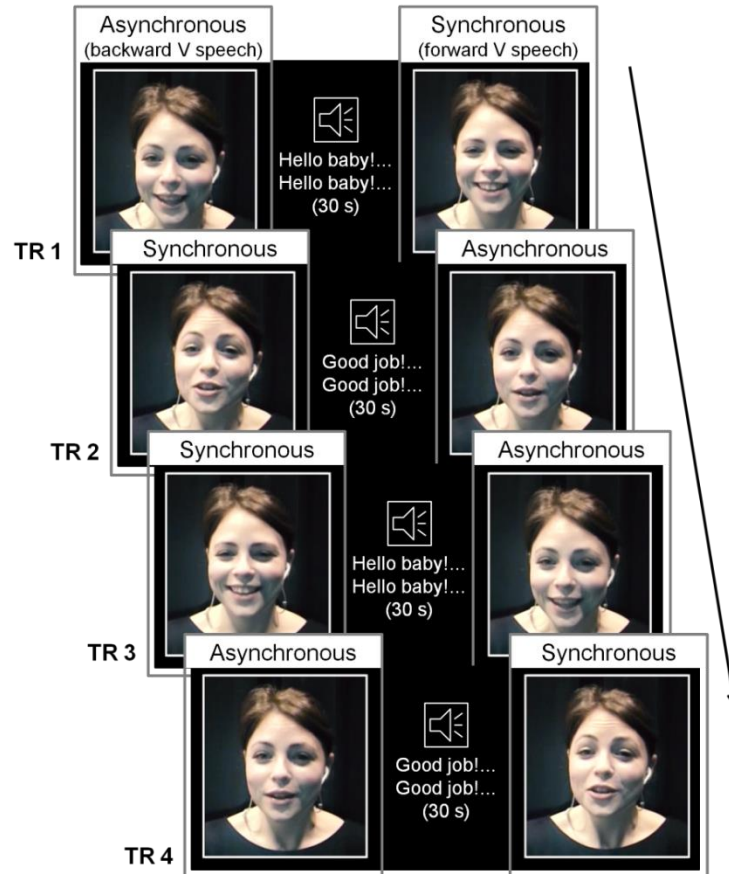 Asynchronous
(backward V speech)
Synchronous
(forward V speech)
Hello baby!...
Hello baby!...
(30 s)
TR 1
Synchronous
Asynchronous
Good job!...
Good job!...
(30 s)
TR 2
Synchronous
Asynchronous
Hello baby!...
Hello baby!...
(30 s)
TR 3
Asynchronous
Synchronous
Good job!...
Good job!...
(30 s)
TR 4